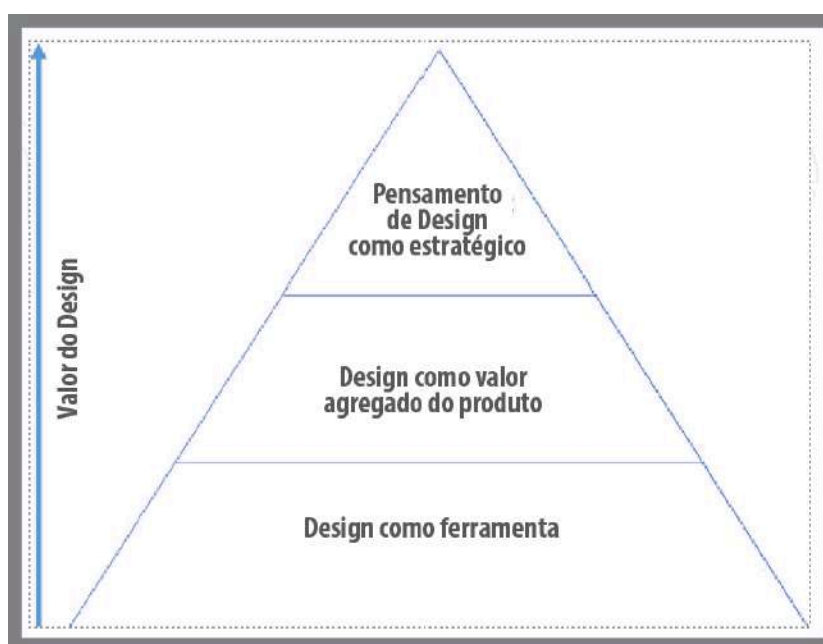 Valor do Design
Pensamento
de Design
como estratégico
Design como valor
agregado do produto
Design como ferramenta